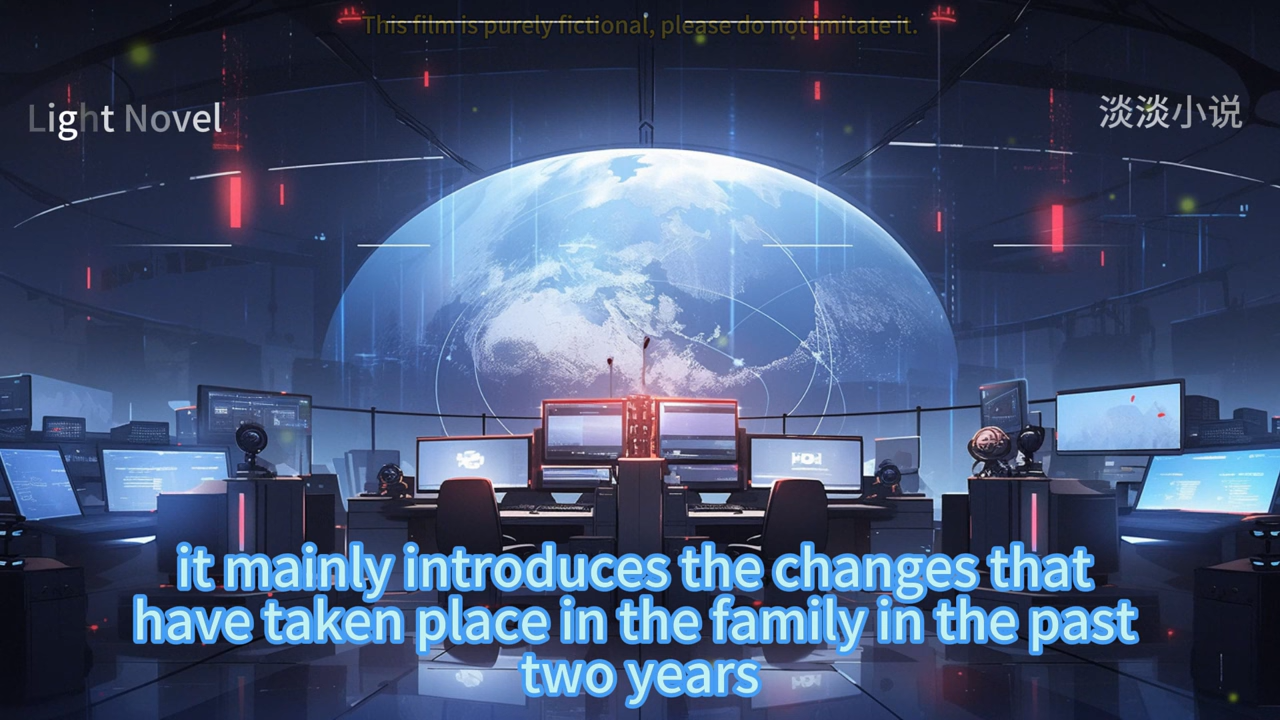 This film is purely fictional, please do not imitate it.
Light Novel
淡淡小说
it mainly introduces the changes that
have taken place in the family in the past
two years